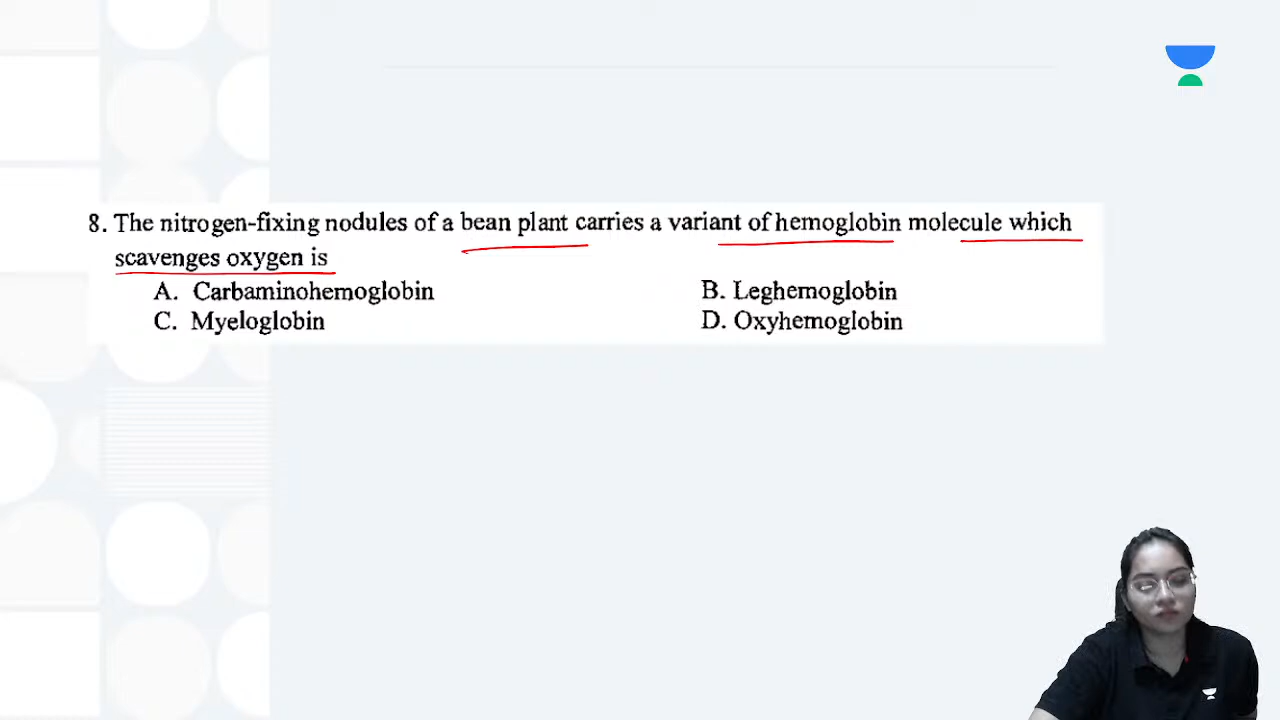 8. The nitrogen-fixing nodules of a bean plant carries a variant of hemoglobin molecule which
scavenges oxygen is
A. Carbaminohemoglobin B. Leghemoglobin
C. Myeloglobin D. Oxyhemoglobin